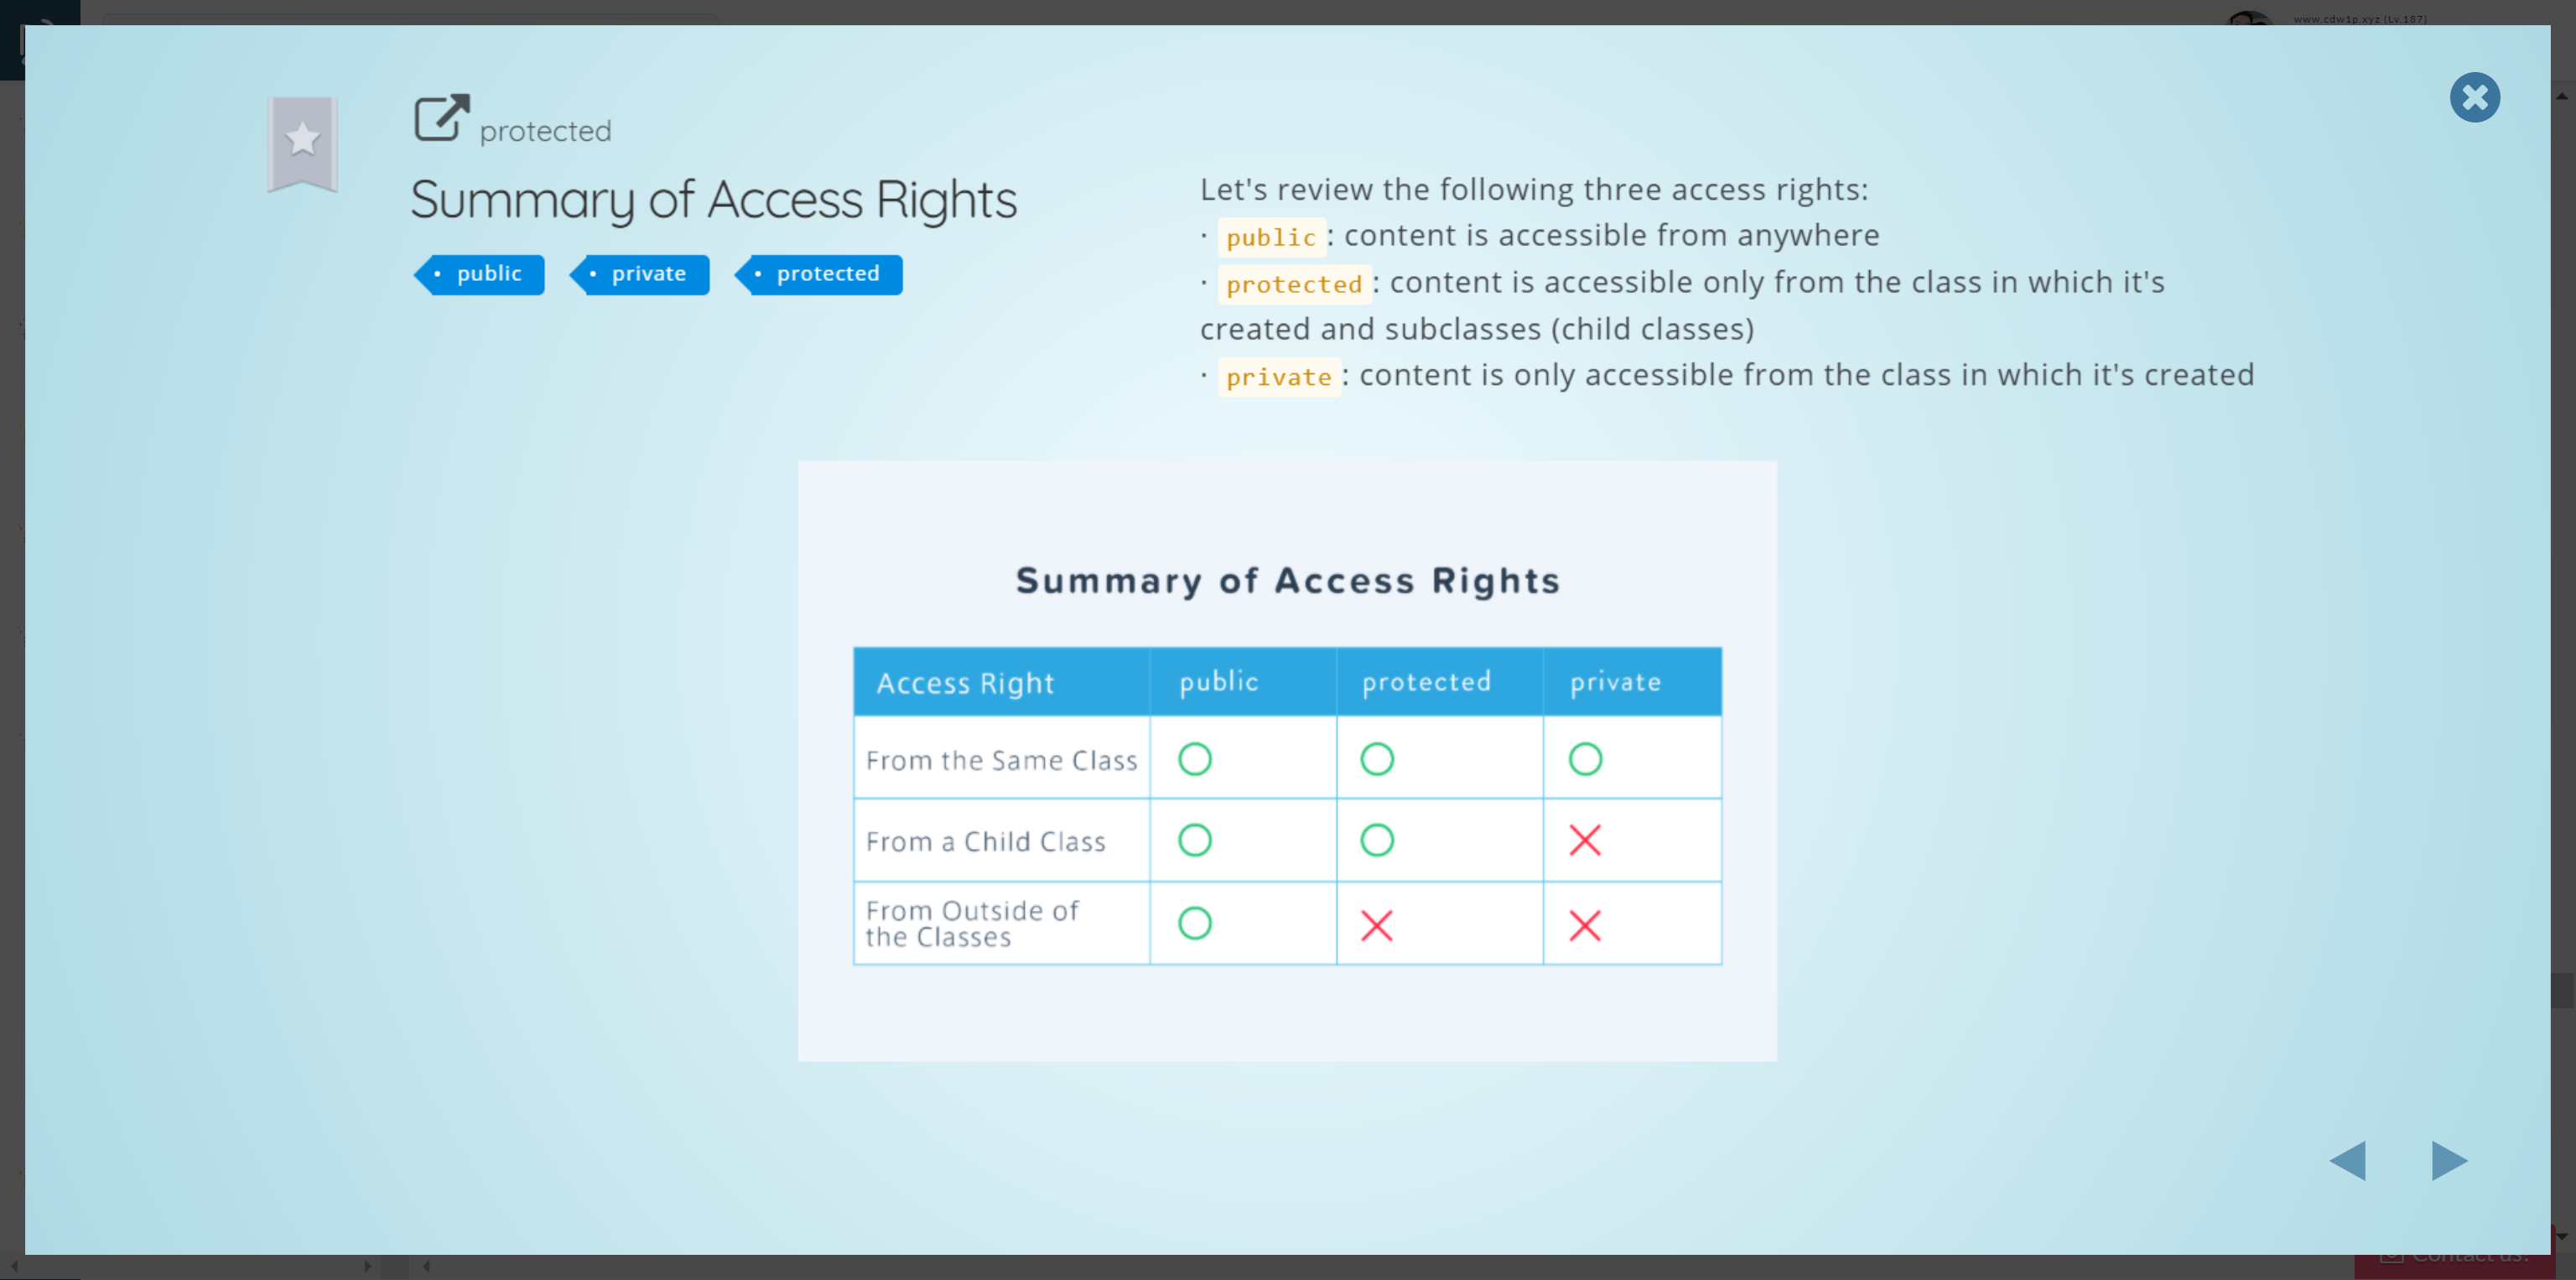 www.cdw1p.xyz (Lv.187)
protected
Summary of Access Rights
• public
• private
• protected
Let's review the following three access rights:
· public: content is accessible from anywhere
· protected: content is accessible only from the class in which it's
created and subclasses (child classes)
· private: content is only accessible from the class in which it's created
Summary of Access Rights
Access Right public protected private
From the Same Class
From a Child Class
From Outside of
the Classes
Contact us!